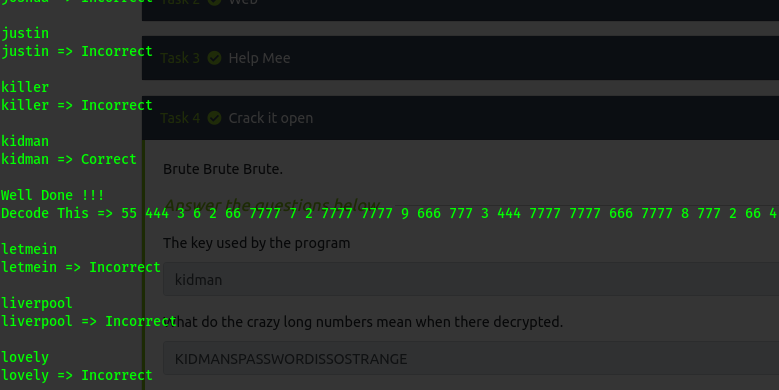 joshua => Incorrect
Task 2 Web
justin
justin => Incorrect
Task 3 Help Mee
killer
killer => Incorrect
Task 4 Crack it open
kidman
kidman => Correct
Brute Brute Brute.
Well Done !!!
Answer the questions below
Decode This => 55 444 3 6 2 66 7777 7 2 7777 7777 9 666 777 3 444 7777 7777 666 7777 8 777 2 66 4
The key used by the program
letmein
letmein => Incorrect
kidman
liverpool
liverpool => Incorrect
what do the crazy long numbers mean when there decrypted.
lovely
KIDMANSPASSWORDISSOSTRANGE
lovely => Incorrect